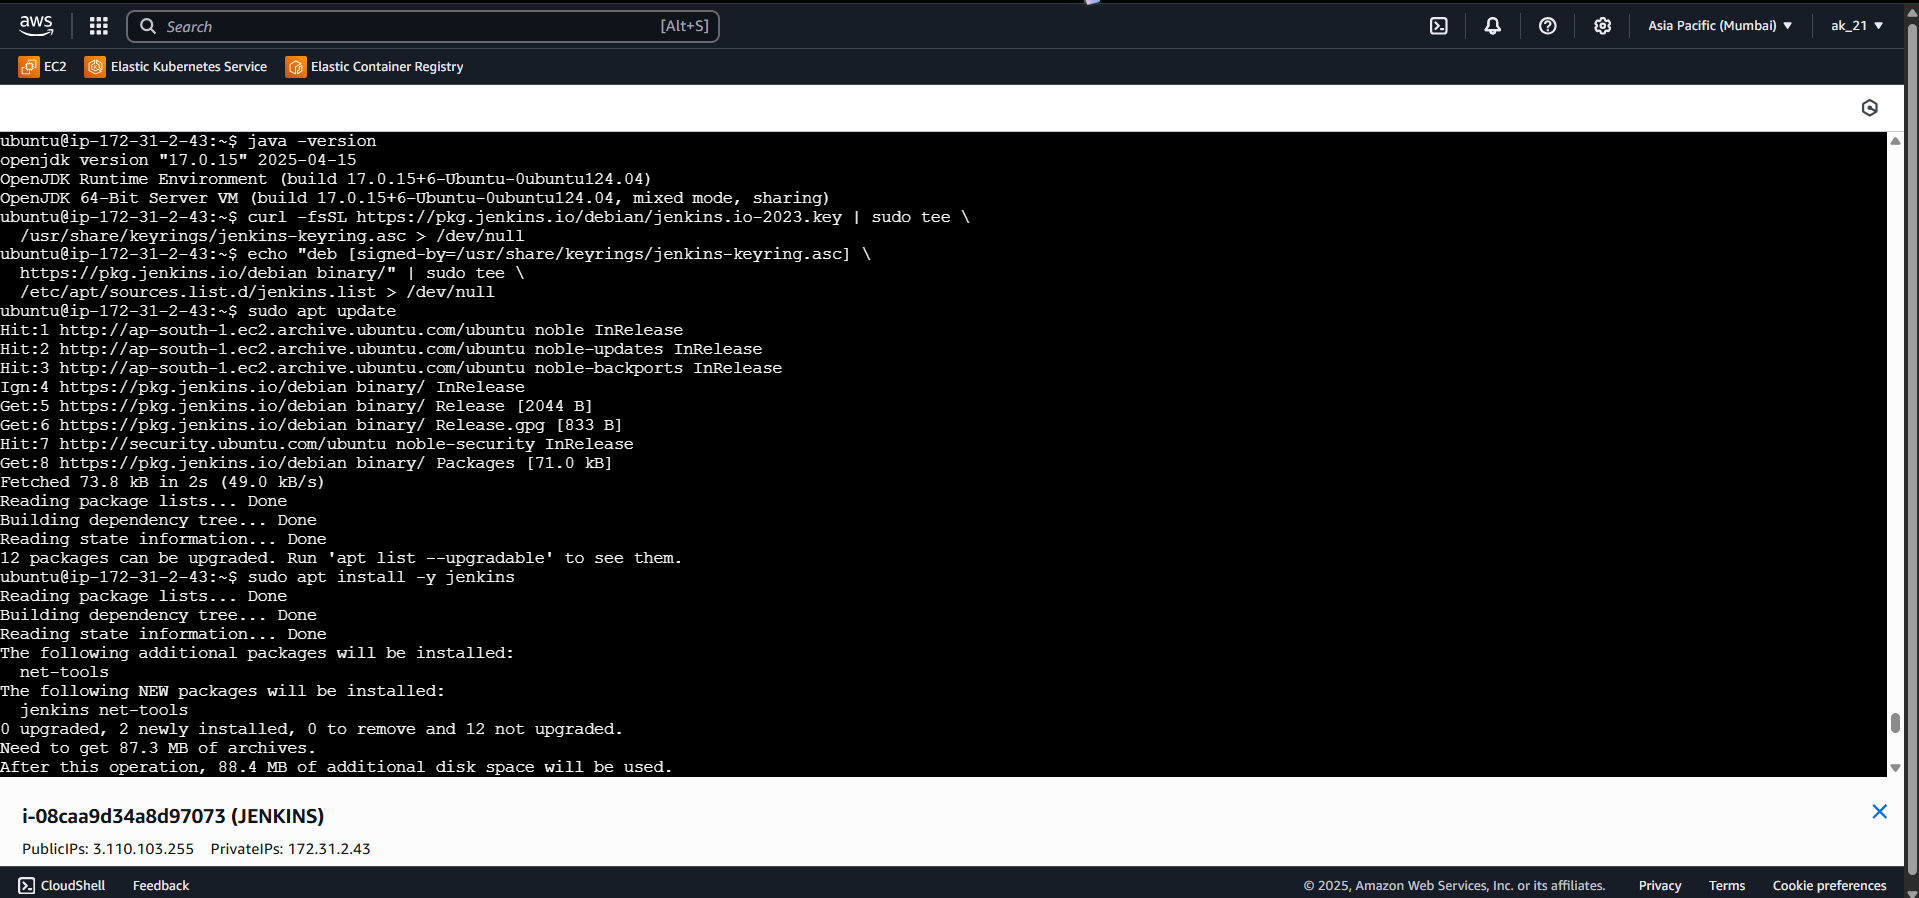 aws
Search [Alt+S]
Asia Pacific (Mumbai) ▼
ak_21 ▼
EC2
Elastic Kubernetes Service
Elastic Container Registry
ubuntu@ip-172-31-2-43:~$ java -version
openjdk version "17.0.15" 2025-04-15
OpenJDK Runtime Environment (build 17.0.15+6-Ubuntu-0ubuntu124.04)
OpenJDK 64-Bit Server VM (build 17.0.15+6-Ubuntu-0ubuntu124.04, mixed mode, sharing)
ubuntu@ip-172-31-2-43:~$ curl -fsSL https://pkg.jenkins.io/debian/jenkins.io-2023.key | sudo tee \
  /usr/share/keyrings/jenkins-keyring.asc > /dev/null
ubuntu@ip-172-31-2-43:~$ echo "deb [signed-by=/usr/share/keyrings/jenkins-keyring.asc] \
  https://pkg.jenkins.io/debian binary/" | sudo tee \
  /etc/apt/sources.list.d/jenkins.list > /dev/null
ubuntu@ip-172-31-2-43:~$ sudo apt update
Hit:1 http://ap-south-1.ec2.archive.ubuntu.com/ubuntu noble InRelease
Hit:2 http://ap-south-1.ec2.archive.ubuntu.com/ubuntu noble-updates InRelease
Hit:3 http://ap-south-1.ec2.archive.ubuntu.com/ubuntu noble-backports InRelease
Ign:4 https://pkg.jenkins.io/debian binary/ InRelease
Get:5 https://pkg.jenkins.io/debian binary/ Release [2044 B]
Get:6 https://pkg.jenkins.io/debian binary/ Release.gpg [833 B]
Hit:7 http://security.ubuntu.com/ubuntu noble-security InRelease
Get:8 https://pkg.jenkins.io/debian binary/ Packages [71.0 kB]
Fetched 73.8 kB in 2s (49.0 kB/s)
Reading package lists... Done
Building dependency tree... Done
Reading state information... Done
12 packages can be upgraded. Run 'apt list --upgradable' to see them.
ubuntu@ip-172-31-2-43:~$ sudo apt install -y jenkins
Reading package lists... Done
Building dependency tree... Done
Reading state information... Done
The following additional packages will be installed:
  net-tools
The following NEW packages will be installed:
  jenkins net-tools
0 upgraded, 2 newly installed, 0 to remove and 12 not upgraded.
Need to get 87.3 MB of archives.
After this operation, 88.4 MB of additional disk space will be used.
i-08caa9d34a8d97073 (JENKINS)
PublicIPs: 3.110.103.255 PrivateIPs: 172.31.2.43
CloudShell Feedback
© 2025, Amazon Web Services, Inc. or its affiliates. Privacy Terms Cookie preferences